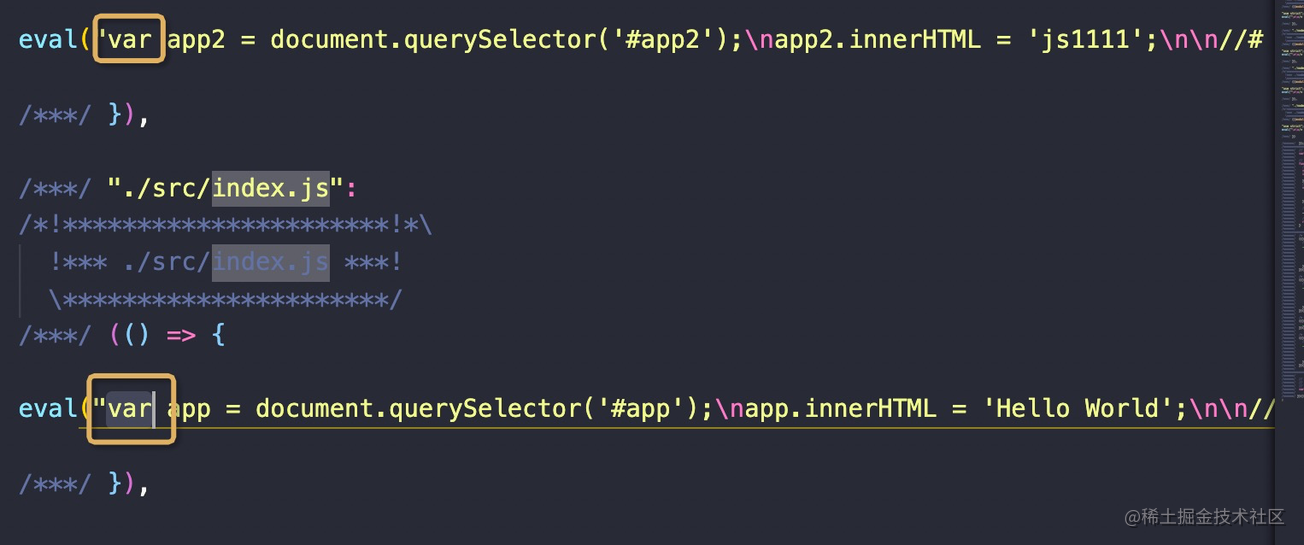 eval("var app2 = document.querySelector('#app2');\napp2.innerHTML = 'js1111';\n\n//#
/***/ }),
/***/ "./src/index.js":
/*!**********************!*\
!*** ./src/index.js ***!
\**********************/
/***/ (() => {
eval("var app = document.querySelector('#app');\napp.innerHTML = 'Hello World';\n\n//
/***/ }),
@稀土掘金技术社区